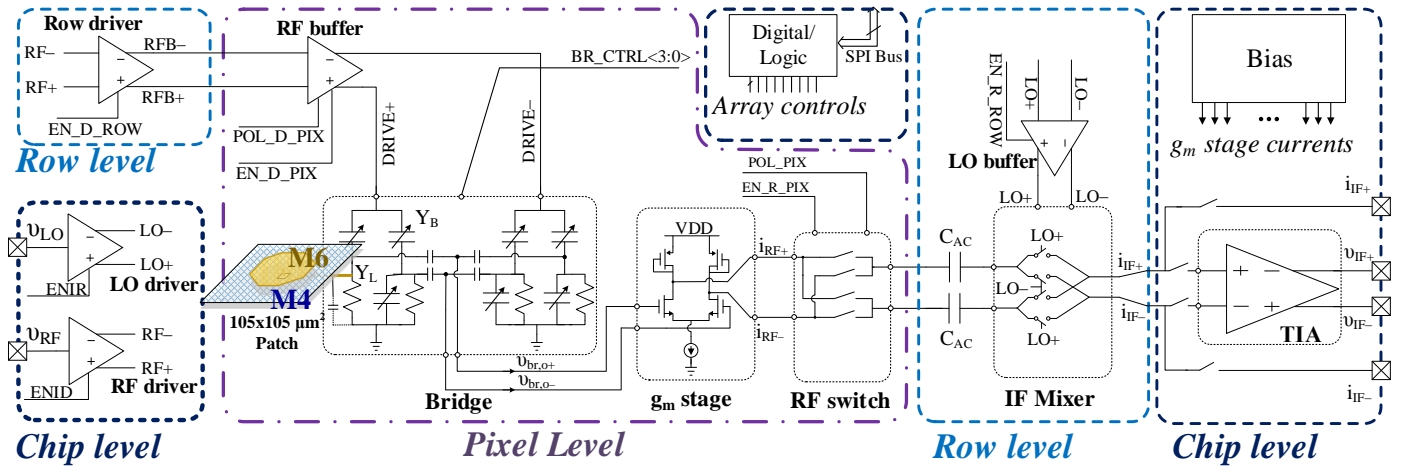 Row driver
RF−
RF+
RFB−
RFB+
EN_D_ROW
Row level
RF buffer
POL_D_PIX
EN_D_PIX
DRIVE+
DRIVE−
BR_CTRL<3:0>
Digital/
Logic
SPI Bus
Array controls
EN_R_ROW
LO+
LO−
LO buffer
LO+
LO−
Bias
•••
gm stage currents
υLO
LO−
LO+
ENIR
LO driver
υRF
RF−
RF+
ENID
RF driver
Chip level
M6
M4
105x105 μm²
Patch
YB
YL
Bridge
υbr,o+
υbr,o−
VDD
gm stage
iRF+
iRF−
POL_PIX
EN_R_PIX
RF switch
Pixel Level
CAC
CAC
LO+
LO−
LO+
IF Mixer
iIF+
iIF−
Row level
iIF+
υIF+
υIF−
iIF−
TIA
Chip level